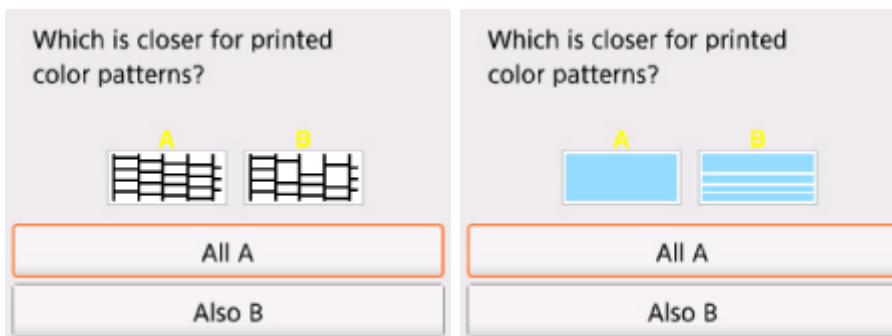 Which is closer for printed
color patterns?
A B
All A
Also B
Which is closer for printed
color patterns?
A B
All A
Also B